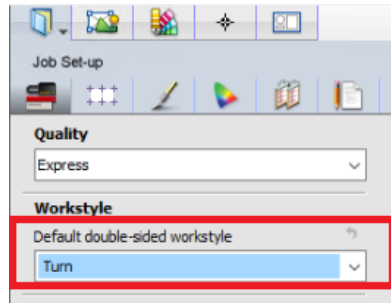 Job Set-up
Quality
Express
Workstyle
Default double-sided workstyle
Turn